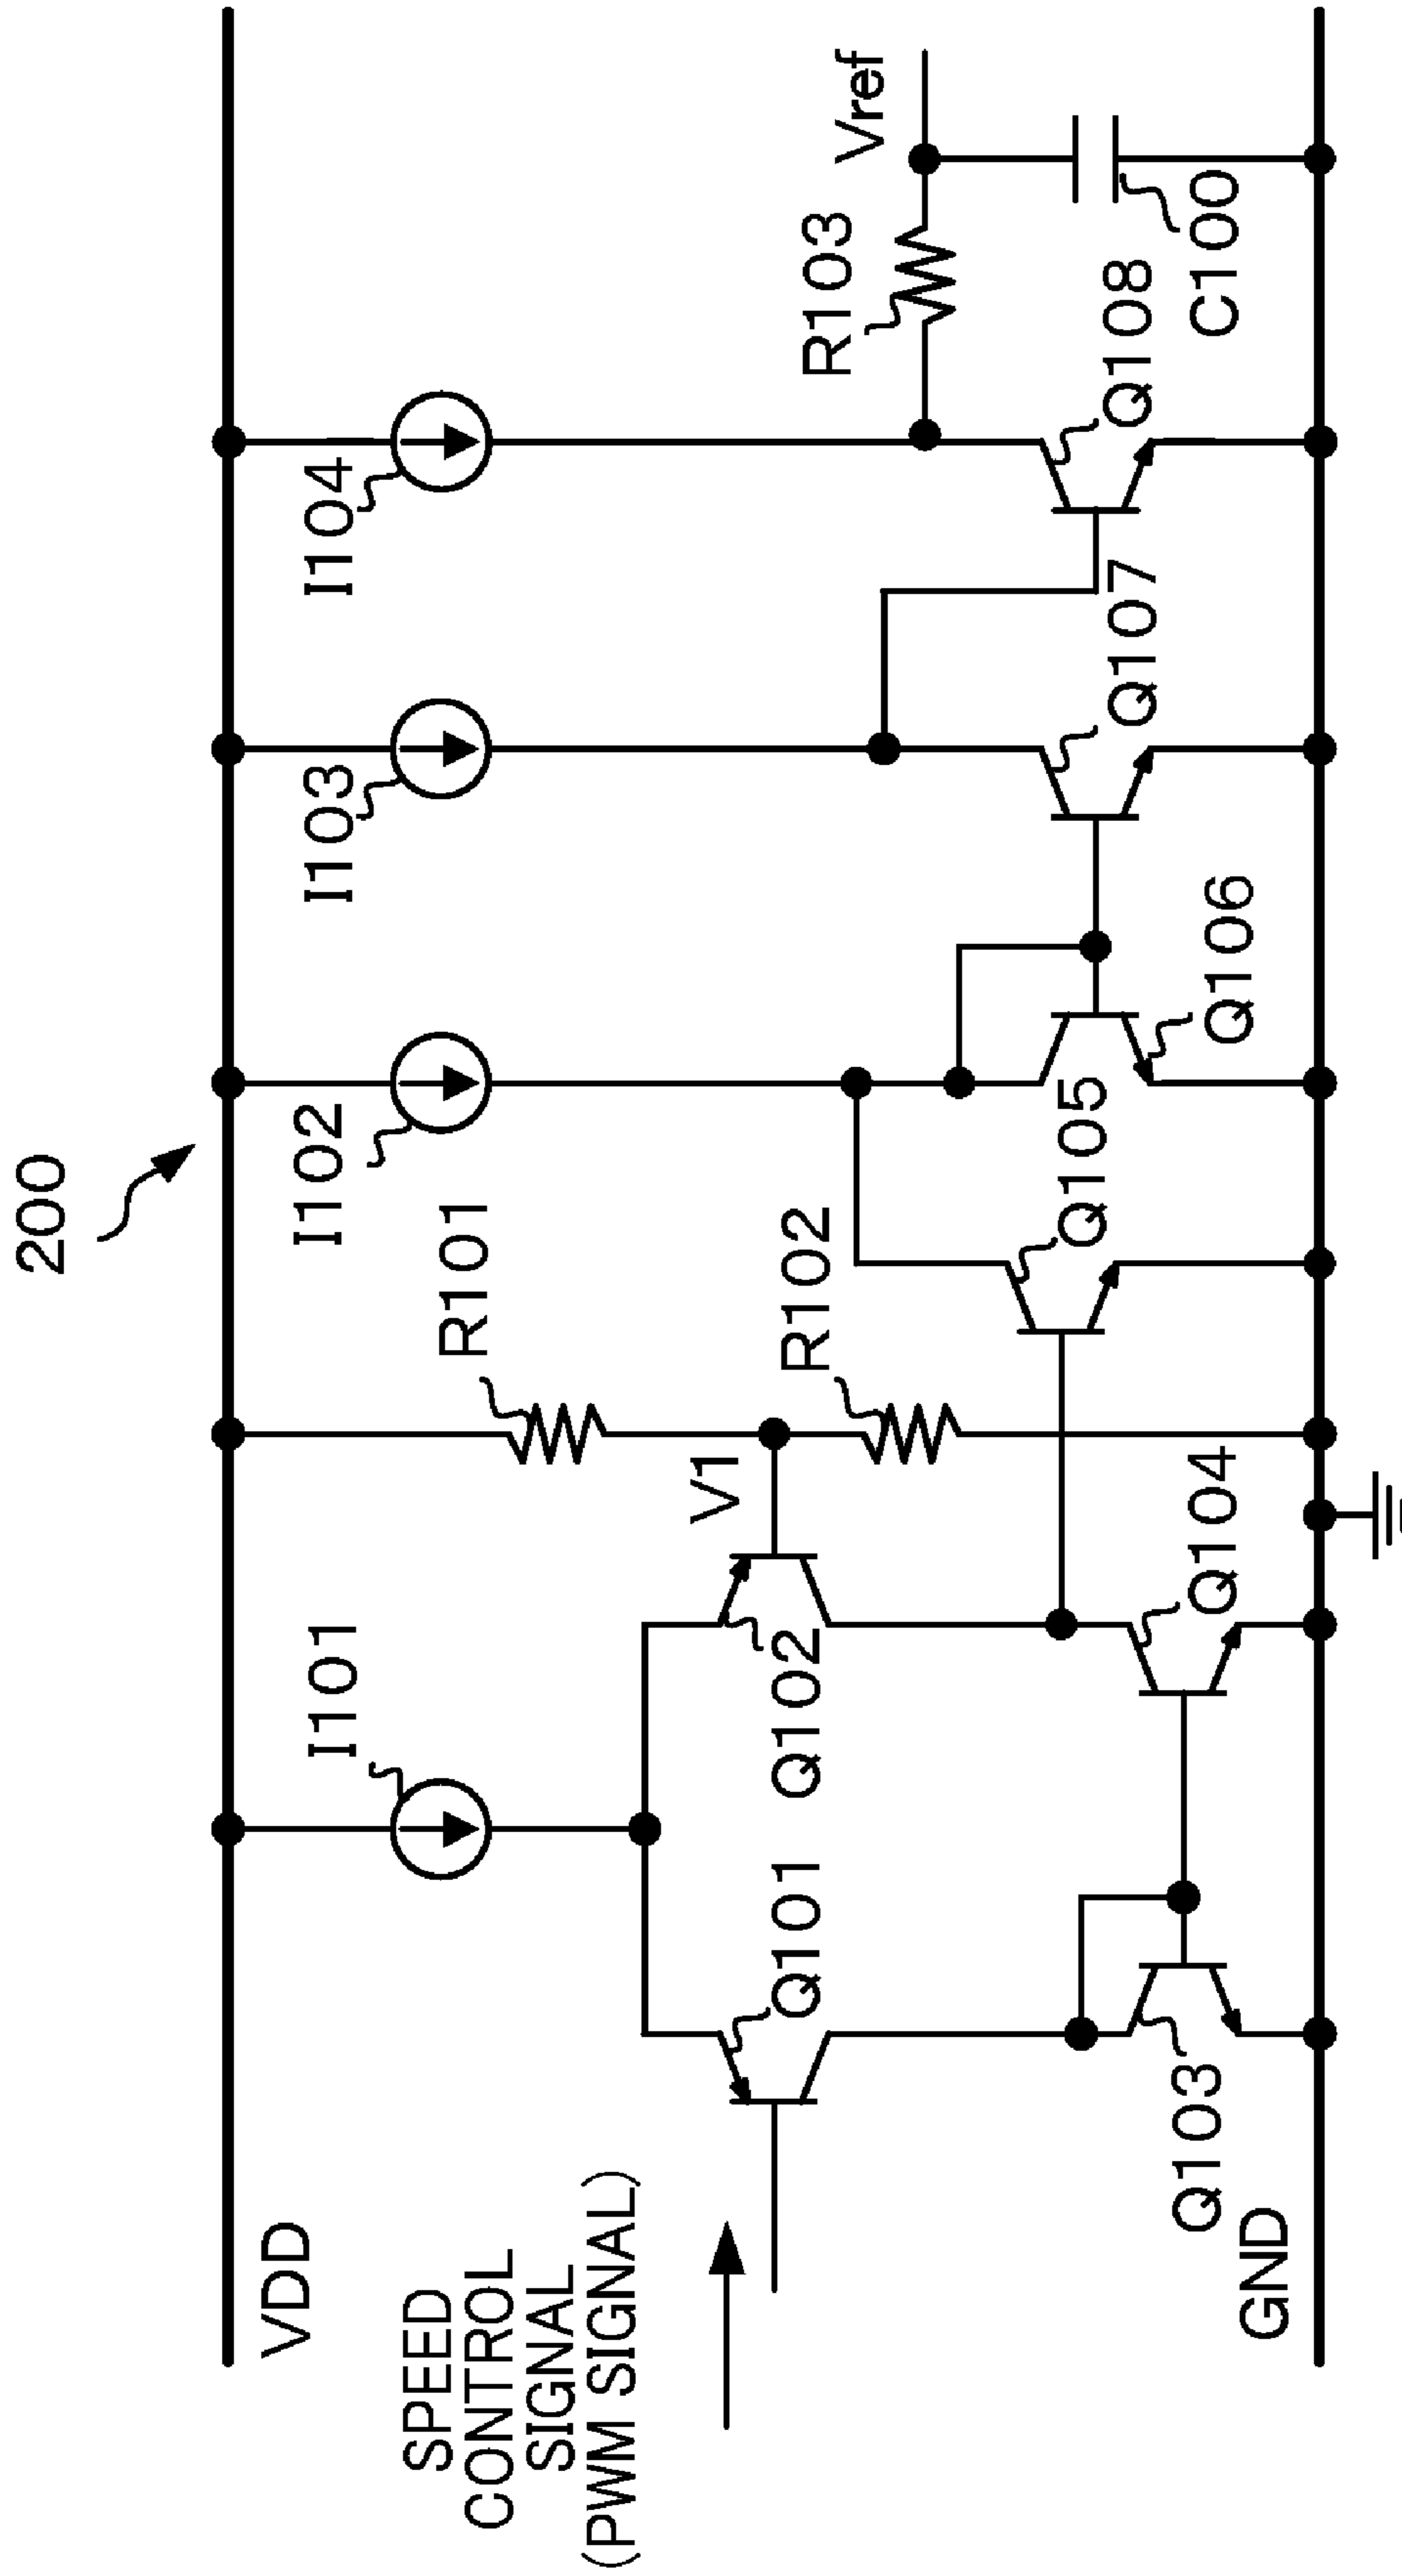 200
VDD
I101
I102
I103
I104
R101
R102
R103
Vref
V1
SPEED
CONTROL
SIGNAL
(PWM SIGNAL)
Q101
Q102
Q103
Q104
Q105
Q106
Q107
Q108
C100
GND